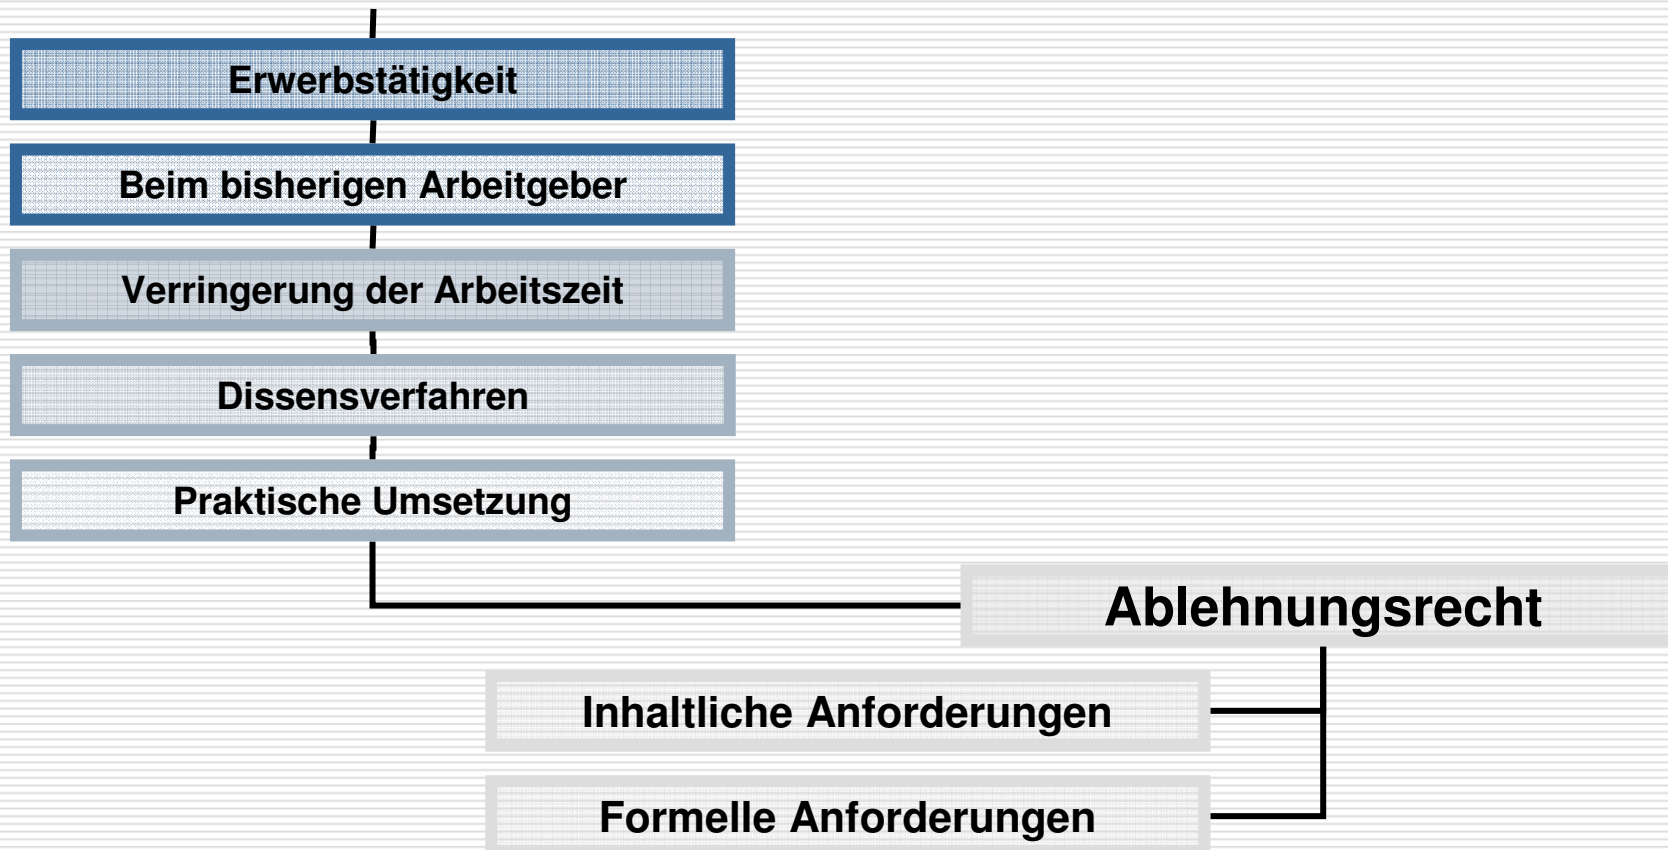 Erwerbstätigkeit
Beim bisherigen Arbeitgeber
Verringerung der Arbeitszeit
Dissensverfahren
Praktische Umsetzung
Ablehnungsrecht
Inhaltliche Anforderungen
Formelle Anforderungen